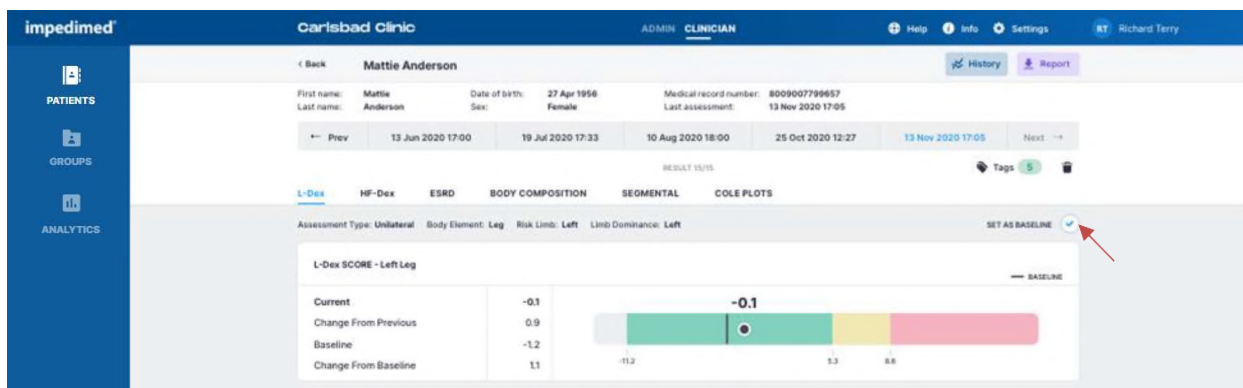 impedimed®
Carlsbad Clinic
ADMIN CLINICIAN
Help Info Settings
RT Richard Terry
PATIENTS
GROUPS
ANALYTICS
< Back Mattie Anderson
History Report
First name: Mattie Date of birth: 27 Apr 1956 Medical record number: 8009007799657
Last name: Anderson Sex: Female Last assessment: 13 Nov 2020 17:05
← Prev 13 Jun 2020 17:00 19 Jul 2020 17:33 10 Aug 2020 18:00 25 Oct 2020 12:27 13 Nov 2020 17:05 Next →
RESULT 15/15
Tags 5
L-Dex HF-Dex ESRD BODY COMPOSITION SEGMENTAL COLE PLOTS
Assessment Type: Unilateral Body Element: Leg Risk Limb: Left Limb Dominance: Left
SET AS BASELINE
L-Dex SCORE - Left Leg
BASELINE
Current -0.1
Change From Previous 0.9
Baseline -1.2
Change From Baseline 1.1
-0.1
-11.2 5.3 8.8